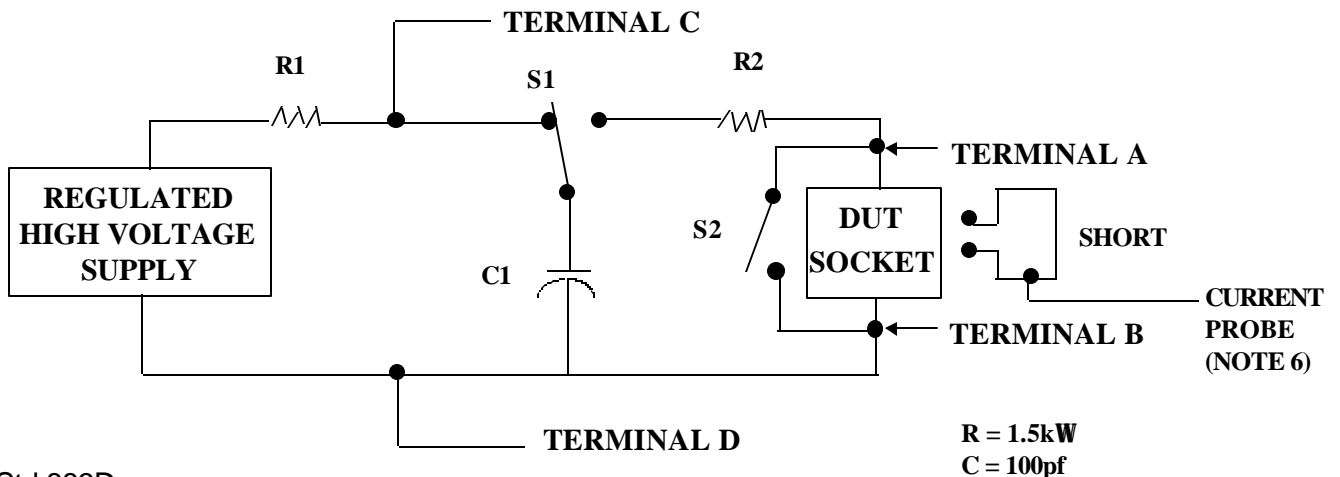 TERMINAL C
R1
S1
R2
TERMINAL A
REGULATED
HIGH VOLTAGE
SUPPLY
S2
DUT
SOCKET
SHORT
C1
CURRENT
PROBE
(NOTE 6)
TERMINAL B
TERMINAL D
R = 1.5kW
C = 100pf